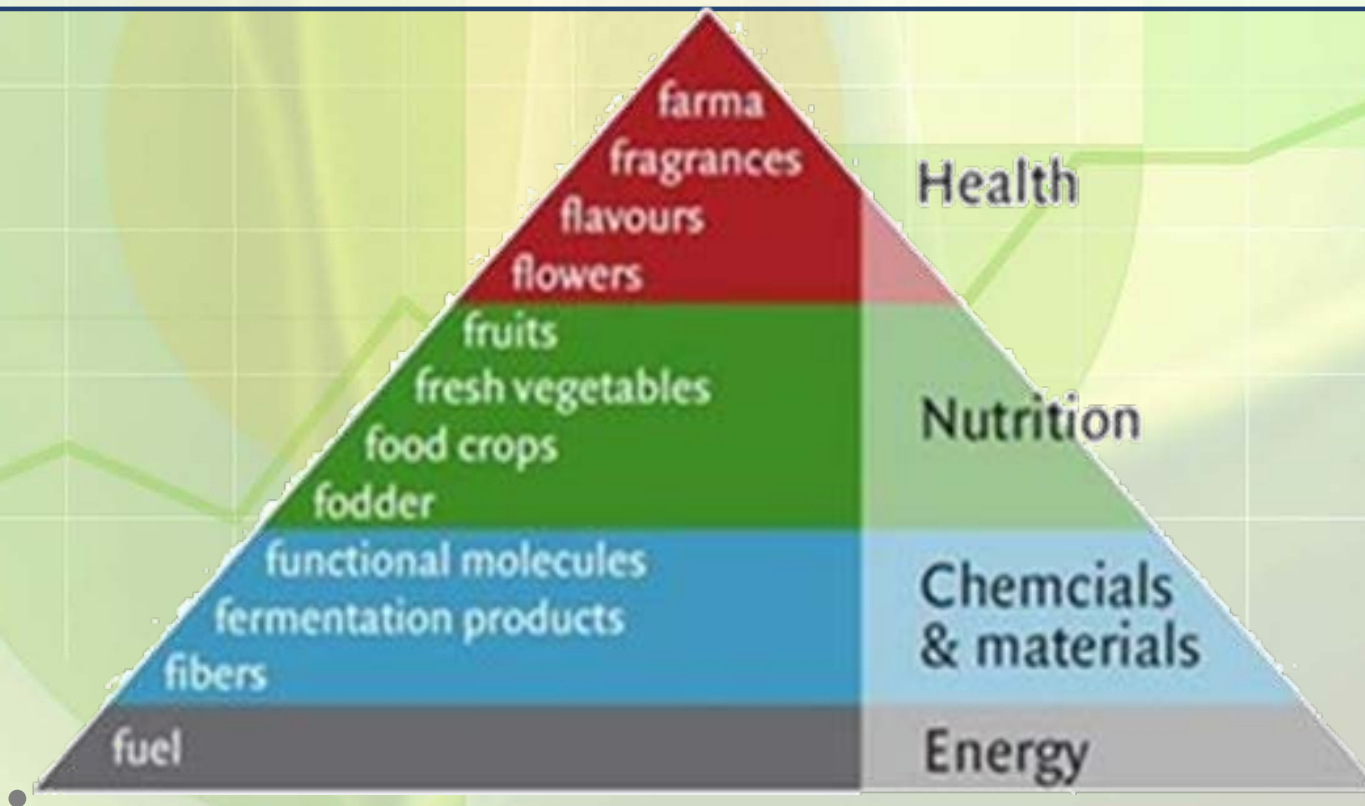 farma
fragrances
flavours
flowers
Health
fruits
fresh vegetables
food crops
fodder
Nutrition
functional molecules
fermentation products
fibers
Chemcials
& materials
fuel
Energy